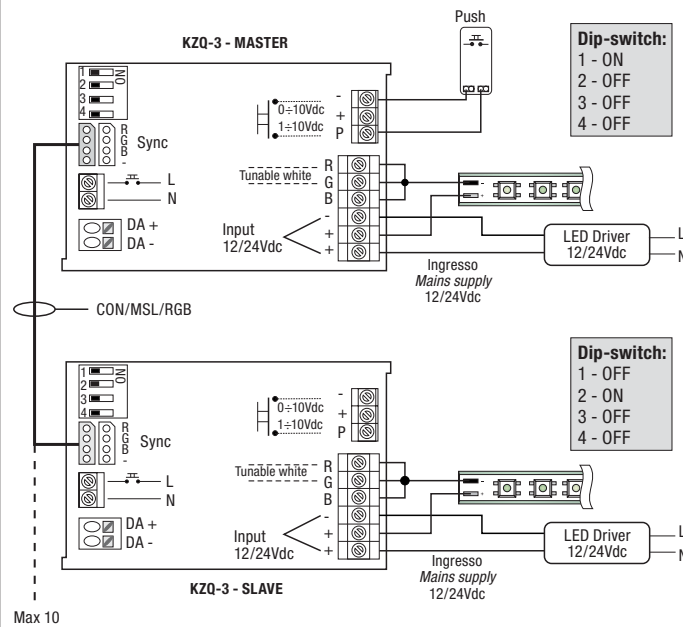 Push
KZQ-3 - MASTER
Dip-switch:
1 - ON
2 - OFF
3 - OFF
4 - OFF
1
2
3
4
ON
R
G
B
-
Sync
L
N
DA +
DA -
0÷10Vdc
1÷10Vdc
-
+
P
Tunable white
R
G
B
-
+
+
Input
12/24Vdc
-
+
LED Driver
12/24Vdc
L
N
Ingresso
Mains supply
12/24Vdc
CON/MSL/RGB
Dip-switch:
1 - OFF
2 - ON
3 - OFF
4 - OFF
1
2
3
4
ON
R
G
B
-
Sync
L
N
DA +
DA -
0÷10Vdc
1÷10Vdc
-
+
P
Tunable white
R
G
B
-
+
+
Input
12/24Vdc
-
+
LED Driver
12/24Vdc
L
N
Ingresso
Mains supply
12/24Vdc
KZQ-3 - SLAVE
Max 10